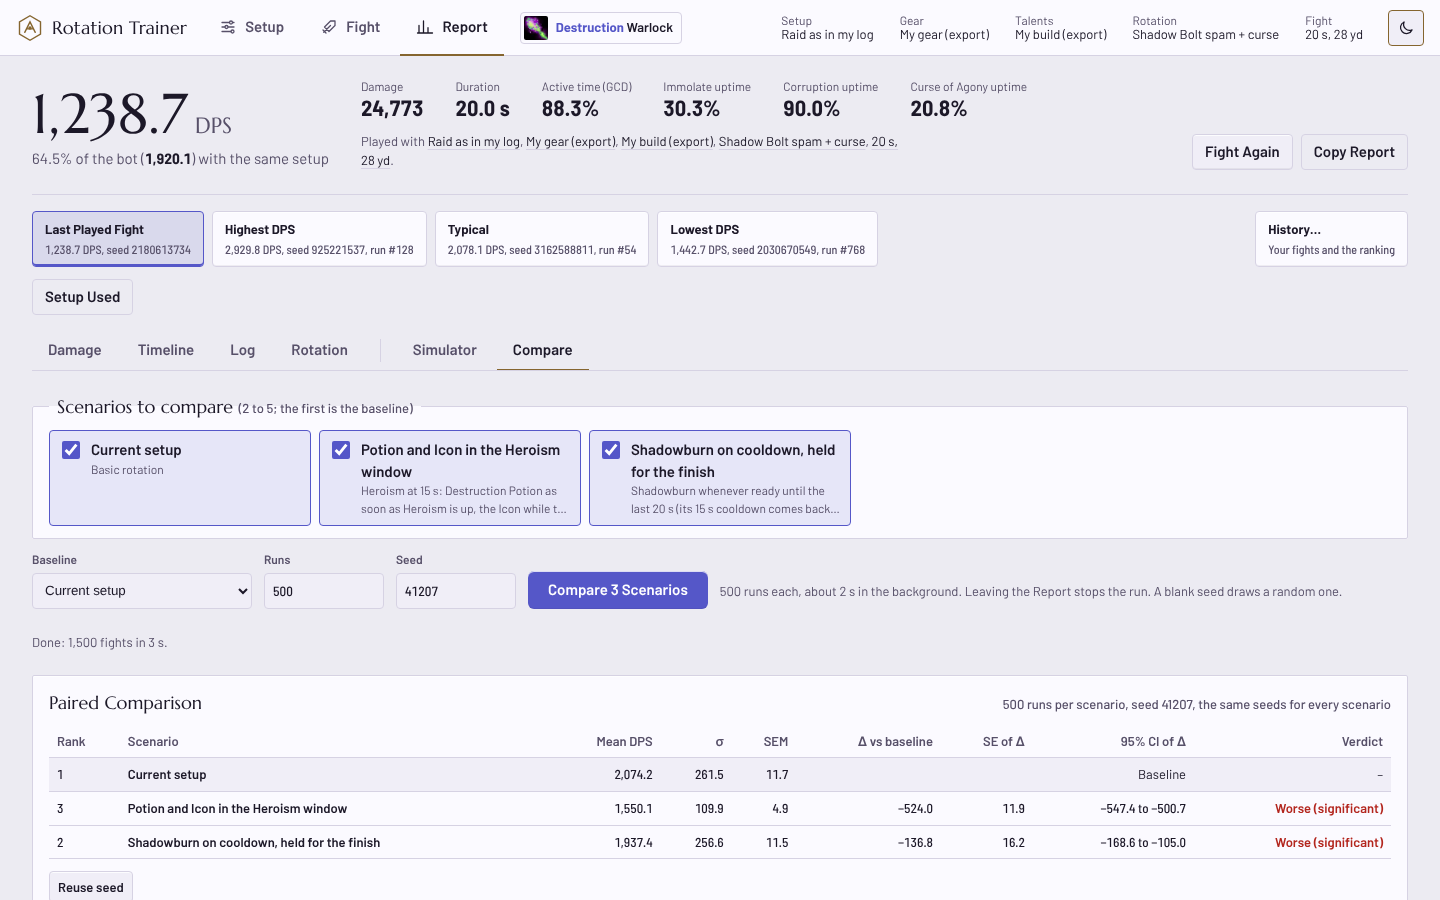 Rotation Trainer
Setup
Fight
Report
Destruction Warlock
Setup
Raid as in my log
Gear
My gear (export)
Talents
My build (export)
Rotation
Shadow Bolt spam + curse
Fight
20 s, 28 yd
1,238.7 DPS
64.5% of the bot (1,920.1) with the same setup
Damage
24,773
Duration
20.0 s
Active time (GCD)
88.3%
Immolate uptime
30.3%
Corruption uptime
90.0%
Curse of Agony uptime
20.8%
Played with Raid as in my log, My gear (export), My build (export), Shadow Bolt spam + curse, 20 s,
28 yd.
Fight Again
Copy Report
Last Played Fight
1,238.7 DPS, seed 2180613734
Highest DPS
2,929.8 DPS, seed 925221537, run #128
Typical
2,078.1 DPS, seed 3162588811, run #54
Lowest DPS
1,442.7 DPS, seed 2030670549, run #768
History...
Your fights and the ranking
Setup Used
Damage
Timeline
Log
Rotation
Simulator
Compare
Scenarios to compare (2 to 5; the first is the baseline)
Current setup
Basic rotation
Potion and Icon in the Heroism
window
Heroism at 15 s: Destruction Potion as
soon as Heroism is up, the Icon while t...
Shadowburn on cooldown, held
for the finish
Shadowburn whenever ready until the
last 20 s (its 15 s cooldown comes back...
Baseline
Current setup
Runs
500
Seed
41207
Compare 3 Scenarios
500 runs each, about 2 s in the background. Leaving the Report stops the run. A blank seed draws a random one.
Done: 1,500 fights in 3 s.
Paired Comparison
500 runs per scenario, seed 41207, the same seeds for every scenario
Rank Scenario Mean DPS σ SEM Δ vs baseline SE of Δ 95% CI of Δ Verdict
1 Current setup 2,074.2 261.5 11.7 Baseline –
3 Potion and Icon in the Heroism window 1,550.1 109.9 4.9 −524.0 11.9 −547.4 to −500.7 Worse (significant)
2 Shadowburn on cooldown, held for the finish 1,937.4 256.6 11.5 −136.8 16.2 −168.6 to −105.0 Worse (significant)
Reuse seed